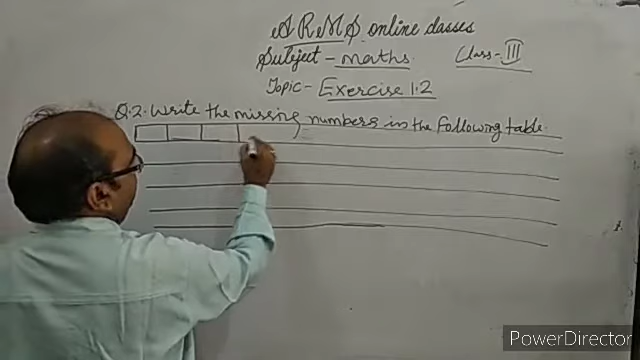 A R M S online classes
Subject - maths. Class - III
Topic - Exercise 1.2
Q.2. Write the missing numbers in the following table.
PowerDirector